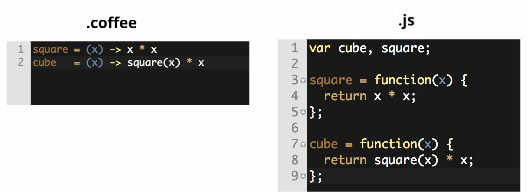 .coffee
1 square = (x) -> x * x
2 cube   = (x) -> square(x) * x
.js
1 var cube, square;
2
3 square = function(x) {
4   return x * x;
5 };
6
7 cube = function(x) {
8   return square(x) * x;
9 };